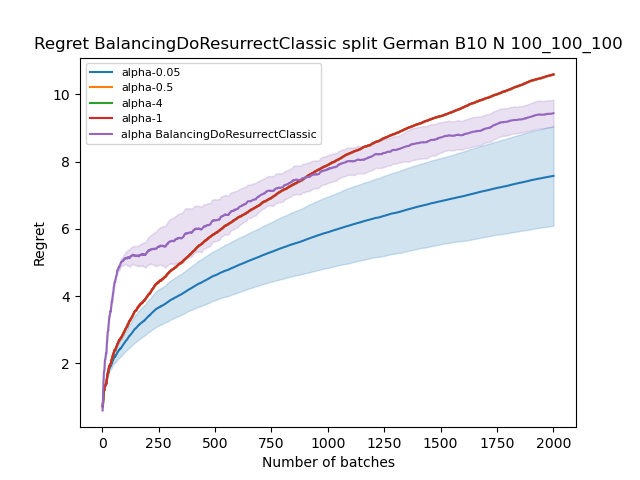 Regret BalancingDoResurrectClassic split German B10 N 100_100_100
alpha-0.05
alpha-0.5
alpha-4
alpha-1
alpha BalancingDoResurrectClassic
10
8
6
4
2
Regret
0 250 500 750 1000 1250 1500 1750 2000
Number of batches